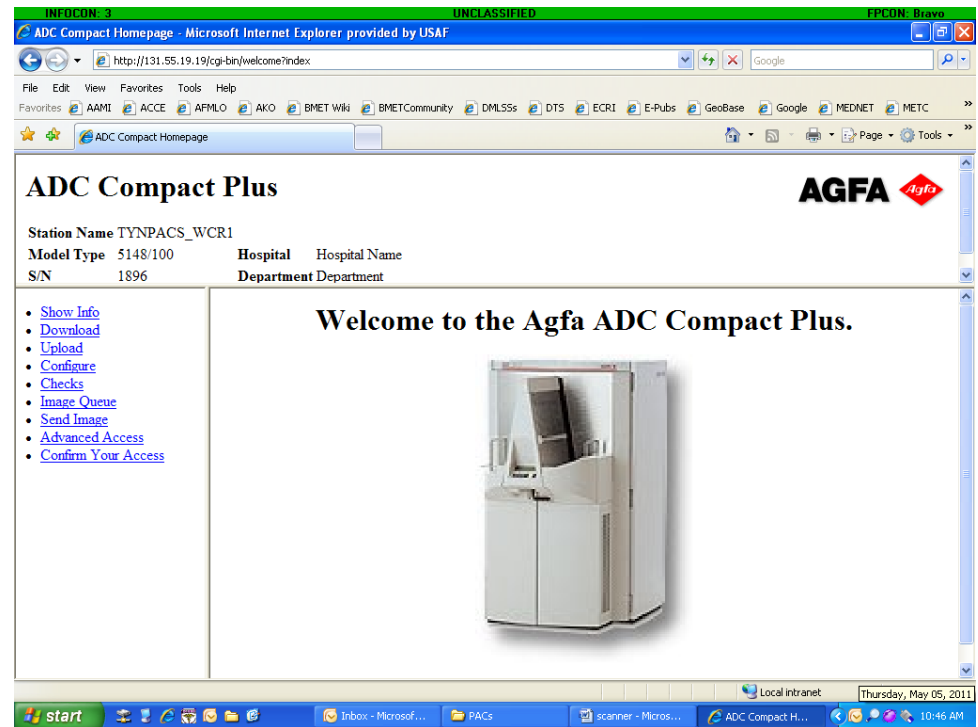 INFOCON: 3 UNCLASSIFIED FPCON: Bravo
ADC Compact Homepage - Microsoft Internet Explorer provided by USAF
http://131.55.19.19/cgi-bin/welcome?index Google
File Edit View Favorites Tools Help
Favorites AAMI ACCE AFMLO AKO BMET Wiki BMETCommunity DMLSSs DTS ECRI E-Pubs GeoBase Google MEDNET METC »
ADC Compact Homepage Page Tools »
ADC Compact Plus AGFA Agfa
Station Name TYNPACS_WCR1
Model Type 5148/100 Hospital Hospital Name
S/N 1896 Department Department
Show Info
Download
Upload
Configure
Checks
Image Queue
Send Image
Advanced Access
Confirm Your Access
Welcome to the Agfa ADC Compact Plus.
Local intranet Thursday, May 05, 2011
start Inbox - Microsof... PACs scanner - Micros... ADC Compact H... 10:46 AM